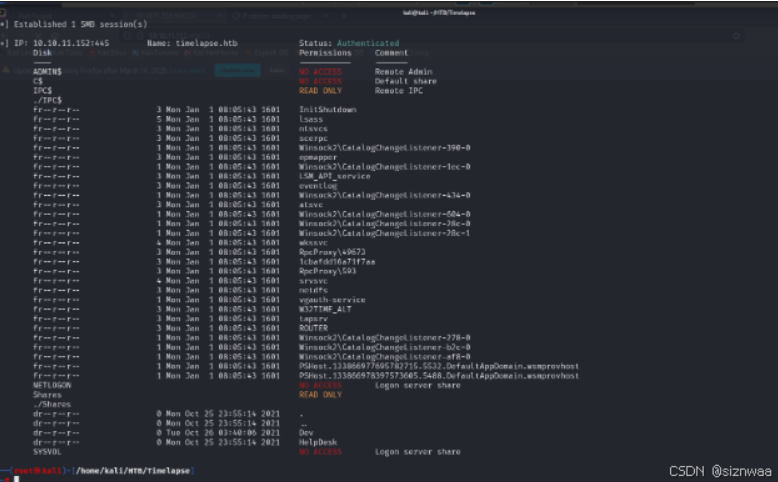 kali@kali ~/HTB/Timelapse
*] Established 1 SMB session(s)
*] IP: 10.10.11.152:445 Name: timelapse.htb Status: Authenticated
Disk Permissions Comment
ADMIN$ NO ACCESS Remote Admin
C$ NO ACCESS Default share
IPC$ READ ONLY Remote IPC
./IPC$
fr--r--r-- 3 Mon Jan 1 08:05:43 1601 InitShutdown
fr--r--r-- 5 Mon Jan 1 08:05:43 1601 lsass
fr--r--r-- 3 Mon Jan 1 08:05:43 1601 ntsvcs
fr--r--r-- 3 Mon Jan 1 08:05:43 1601 scerpc
fr--r--r-- 1 Mon Jan 1 08:05:43 1601 Winsock2\CatalogChangeListener-390-0
fr--r--r-- 3 Mon Jan 1 08:05:43 1601 epmapper
fr--r--r-- 1 Mon Jan 1 08:05:43 1601 Winsock2\CatalogChangeListener-1ec-0
fr--r--r-- 3 Mon Jan 1 08:05:43 1601 LSM_API_service
fr--r--r-- 3 Mon Jan 1 08:05:43 1601 eventlog
fr--r--r-- 1 Mon Jan 1 08:05:43 1601 Winsock2\CatalogChangeListener-434-0
fr--r--r-- 3 Mon Jan 1 08:05:43 1601 atsvc
fr--r--r-- 1 Mon Jan 1 08:05:43 1601 Winsock2\CatalogChangeListener-604-0
fr--r--r-- 1 Mon Jan 1 08:05:43 1601 Winsock2\CatalogChangeListener-28c-0
fr--r--r-- 1 Mon Jan 1 08:05:43 1601 Winsock2\CatalogChangeListener-28c-1
fr--r--r-- 4 Mon Jan 1 08:05:43 1601 wkssvc
fr--r--r-- 3 Mon Jan 1 08:05:43 1601 RpcProxy\49673
fr--r--r-- 3 Mon Jan 1 08:05:43 1601 1cbafdd16a71f7aa
fr--r--r-- 3 Mon Jan 1 08:05:43 1601 RpcProxy\593
fr--r--r-- 4 Mon Jan 1 08:05:43 1601 srvsvc
fr--r--r-- 3 Mon Jan 1 08:05:43 1601 netdfs
fr--r--r-- 1 Mon Jan 1 08:05:43 1601 vgauth-service
fr--r--r-- 3 Mon Jan 1 08:05:43 1601 W32TIME_ALT
fr--r--r-- 3 Mon Jan 1 08:05:43 1601 tapsrv
fr--r--r-- 3 Mon Jan 1 08:05:43 1601 ROUTER
fr--r--r-- 1 Mon Jan 1 08:05:43 1601 Winsock2\CatalogChangeListener-278-0
fr--r--r-- 1 Mon Jan 1 08:05:43 1601 Winsock2\CatalogChangeListener-b2c-0
fr--r--r-- 1 Mon Jan 1 08:05:43 1601 Winsock2\CatalogChangeListener-af8-0
fr--r--r-- 1 Mon Jan 1 08:05:43 1601 PSHost.133866977695782715.5532.DefaultAppDomain.wsmprovhost
fr--r--r-- 1 Mon Jan 1 08:05:43 1601 PSHost.133866978397573605.5488.DefaultAppDomain.wsmprovhost
NETLOGON NO ACCESS Logon server share
Shares READ ONLY
./Shares
dr--r--r-- 0 Mon Oct 25 23:55:14 2021 .
dr--r--r-- 0 Mon Oct 25 23:55:14 2021 ..
dr--r--r-- 0 Tue Oct 26 03:40:06 2021 Dev
dr--r--r-- 0 Mon Oct 25 23:55:14 2021 HelpDesk
SYSVOL NO ACCESS Logon server share
(root㉿kali)-[/home/kali/HTB/Timelapse]
CSDN @siznwaa